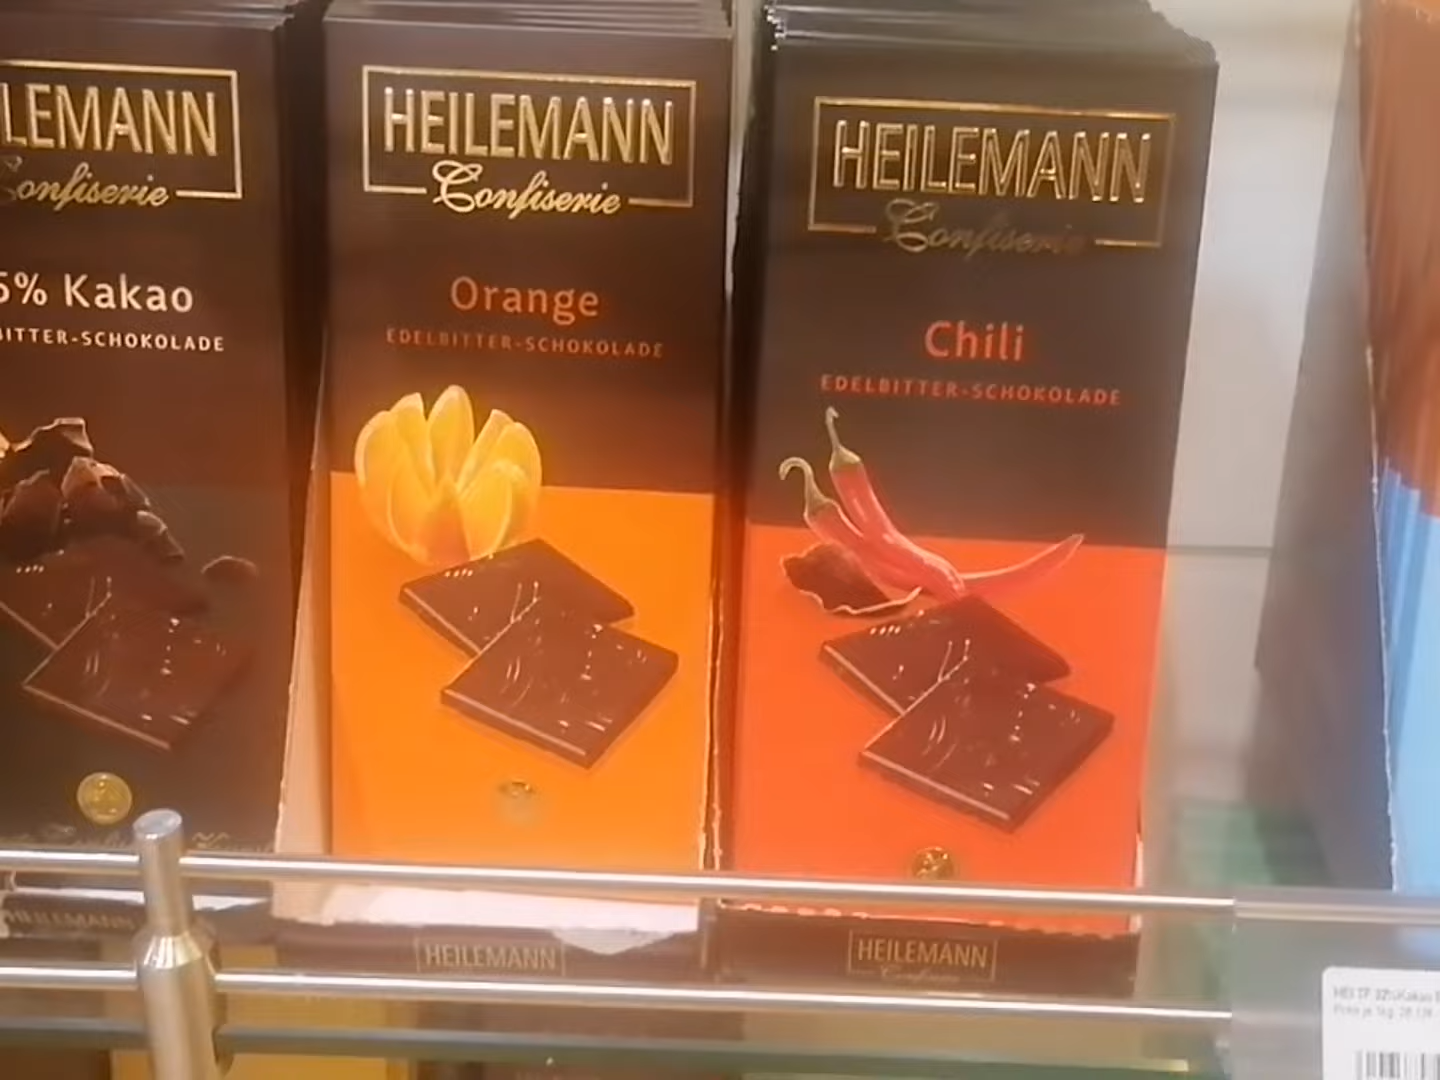 LEMANN
Confiserie
5% Kakao
BITTER-SCHOKOLADE
HEILEMANN
Confiserie
Orange
EDELBITTER-SCHOKOLADE
HEILEMANN
Confiserie
Chili
EDELBITTER-SCHOKOLADE
HEILEMANN
HEILEMANN
HEILEMANN
Confiserie